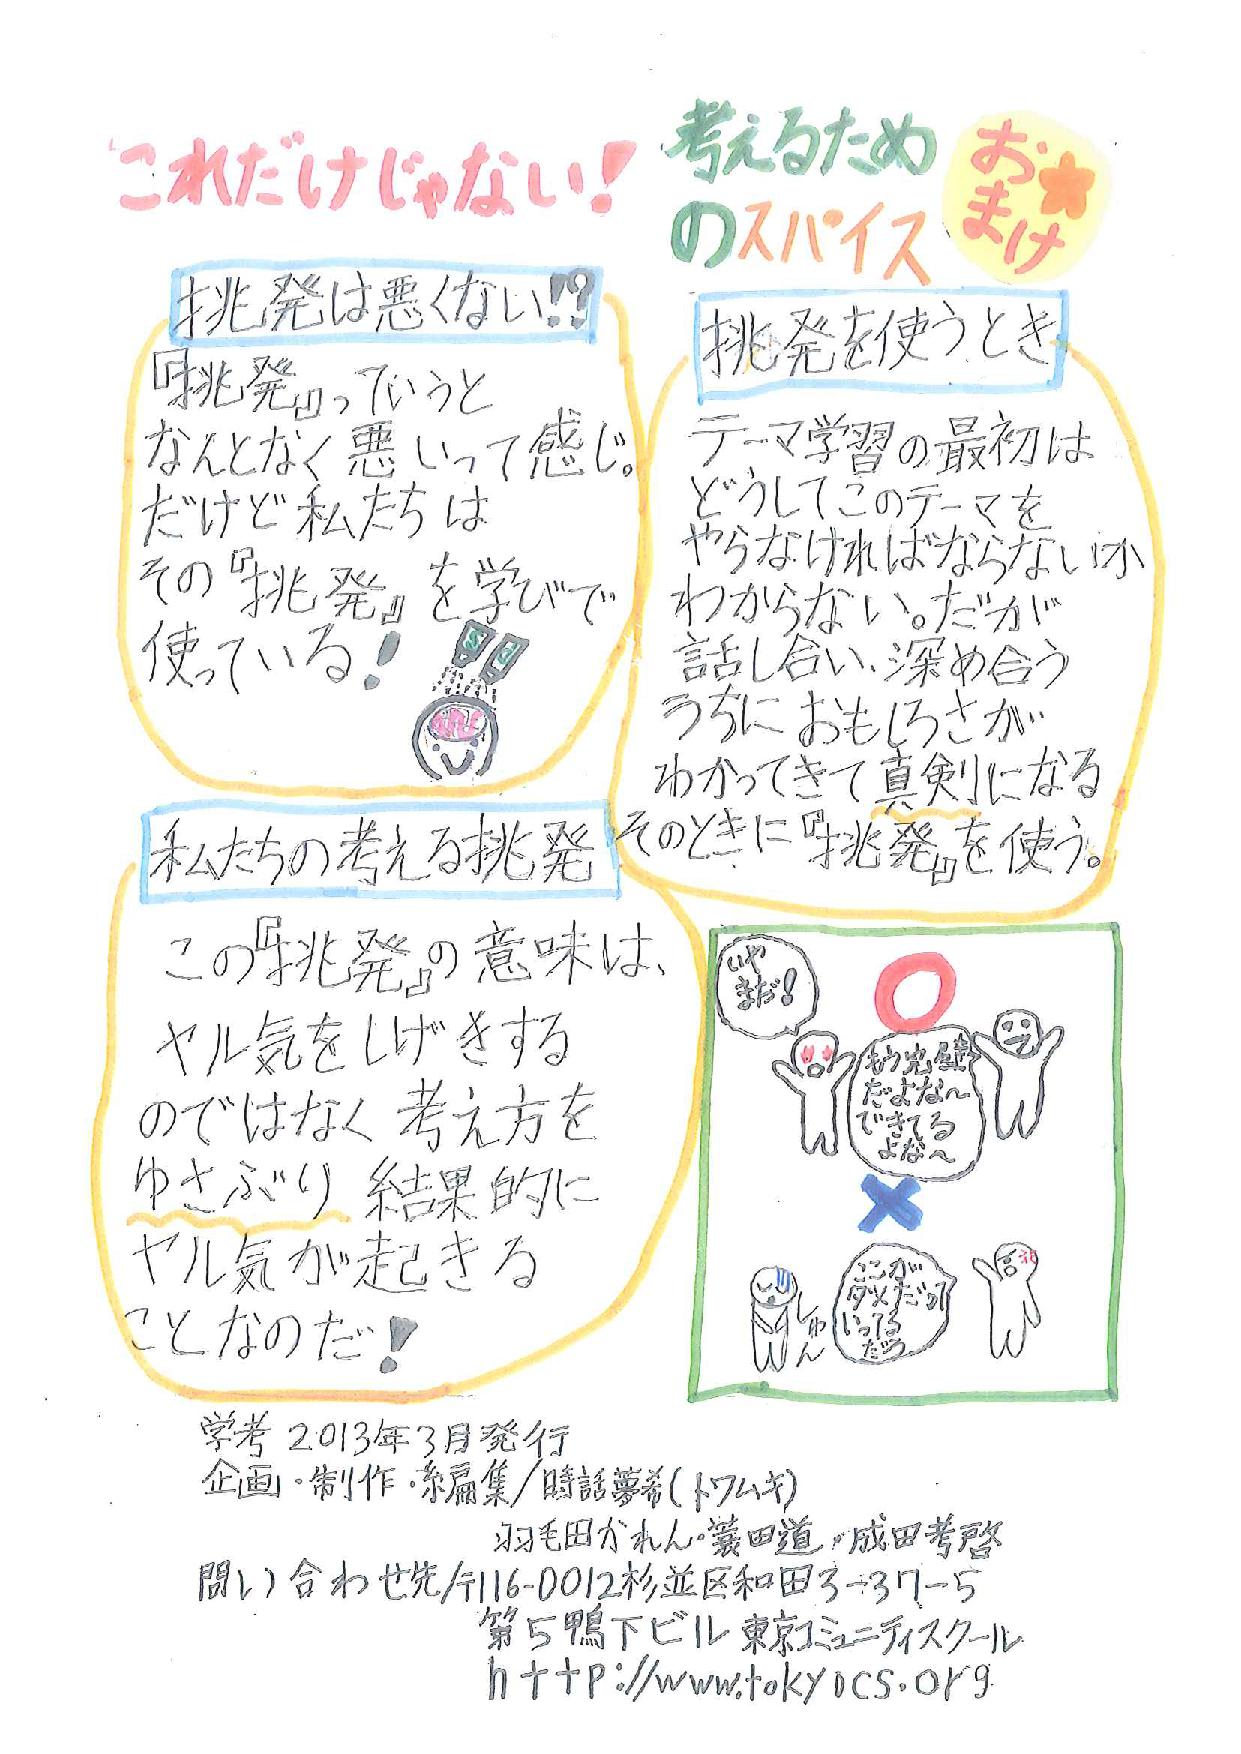 これだけじゃない!
考えるため
のスパイス
おまけ
挑発は悪くない!?
『挑発』っていうと
なんとなく悪いって感じ。
だけど私たちは
その『挑発』を学びで
使っている!
挑発を使うとき
テーマ学習の最初は
どうしてこのテーマを
やらなければならないか
わからない。だが
話し合い、深め合う
うちにおもしろさが
わかってきて真剣になる
そのときに『挑発』を使う。
私たちの考える挑発
この『挑発』の意味は、
ヤル気をしげきする
のではなく考え方を
ゆさぶり結果的に
ヤル気が起きる
ことなのだ!
いや
まだ!
もう完璧
だよな〜
できてる
よな〜
ここが
ダメだって
いってる
だろ
しゅん
学考 2013年3月発行
企画・制作・編集/時話夢希(トワムキ)
羽毛田かれん・蓑田道・成田考啓
問い合わせ先/〒116-0012杉並区和田3-37-5
第5鴨下ビル 東京コミュニティスクール
http://www.tokyocs.org